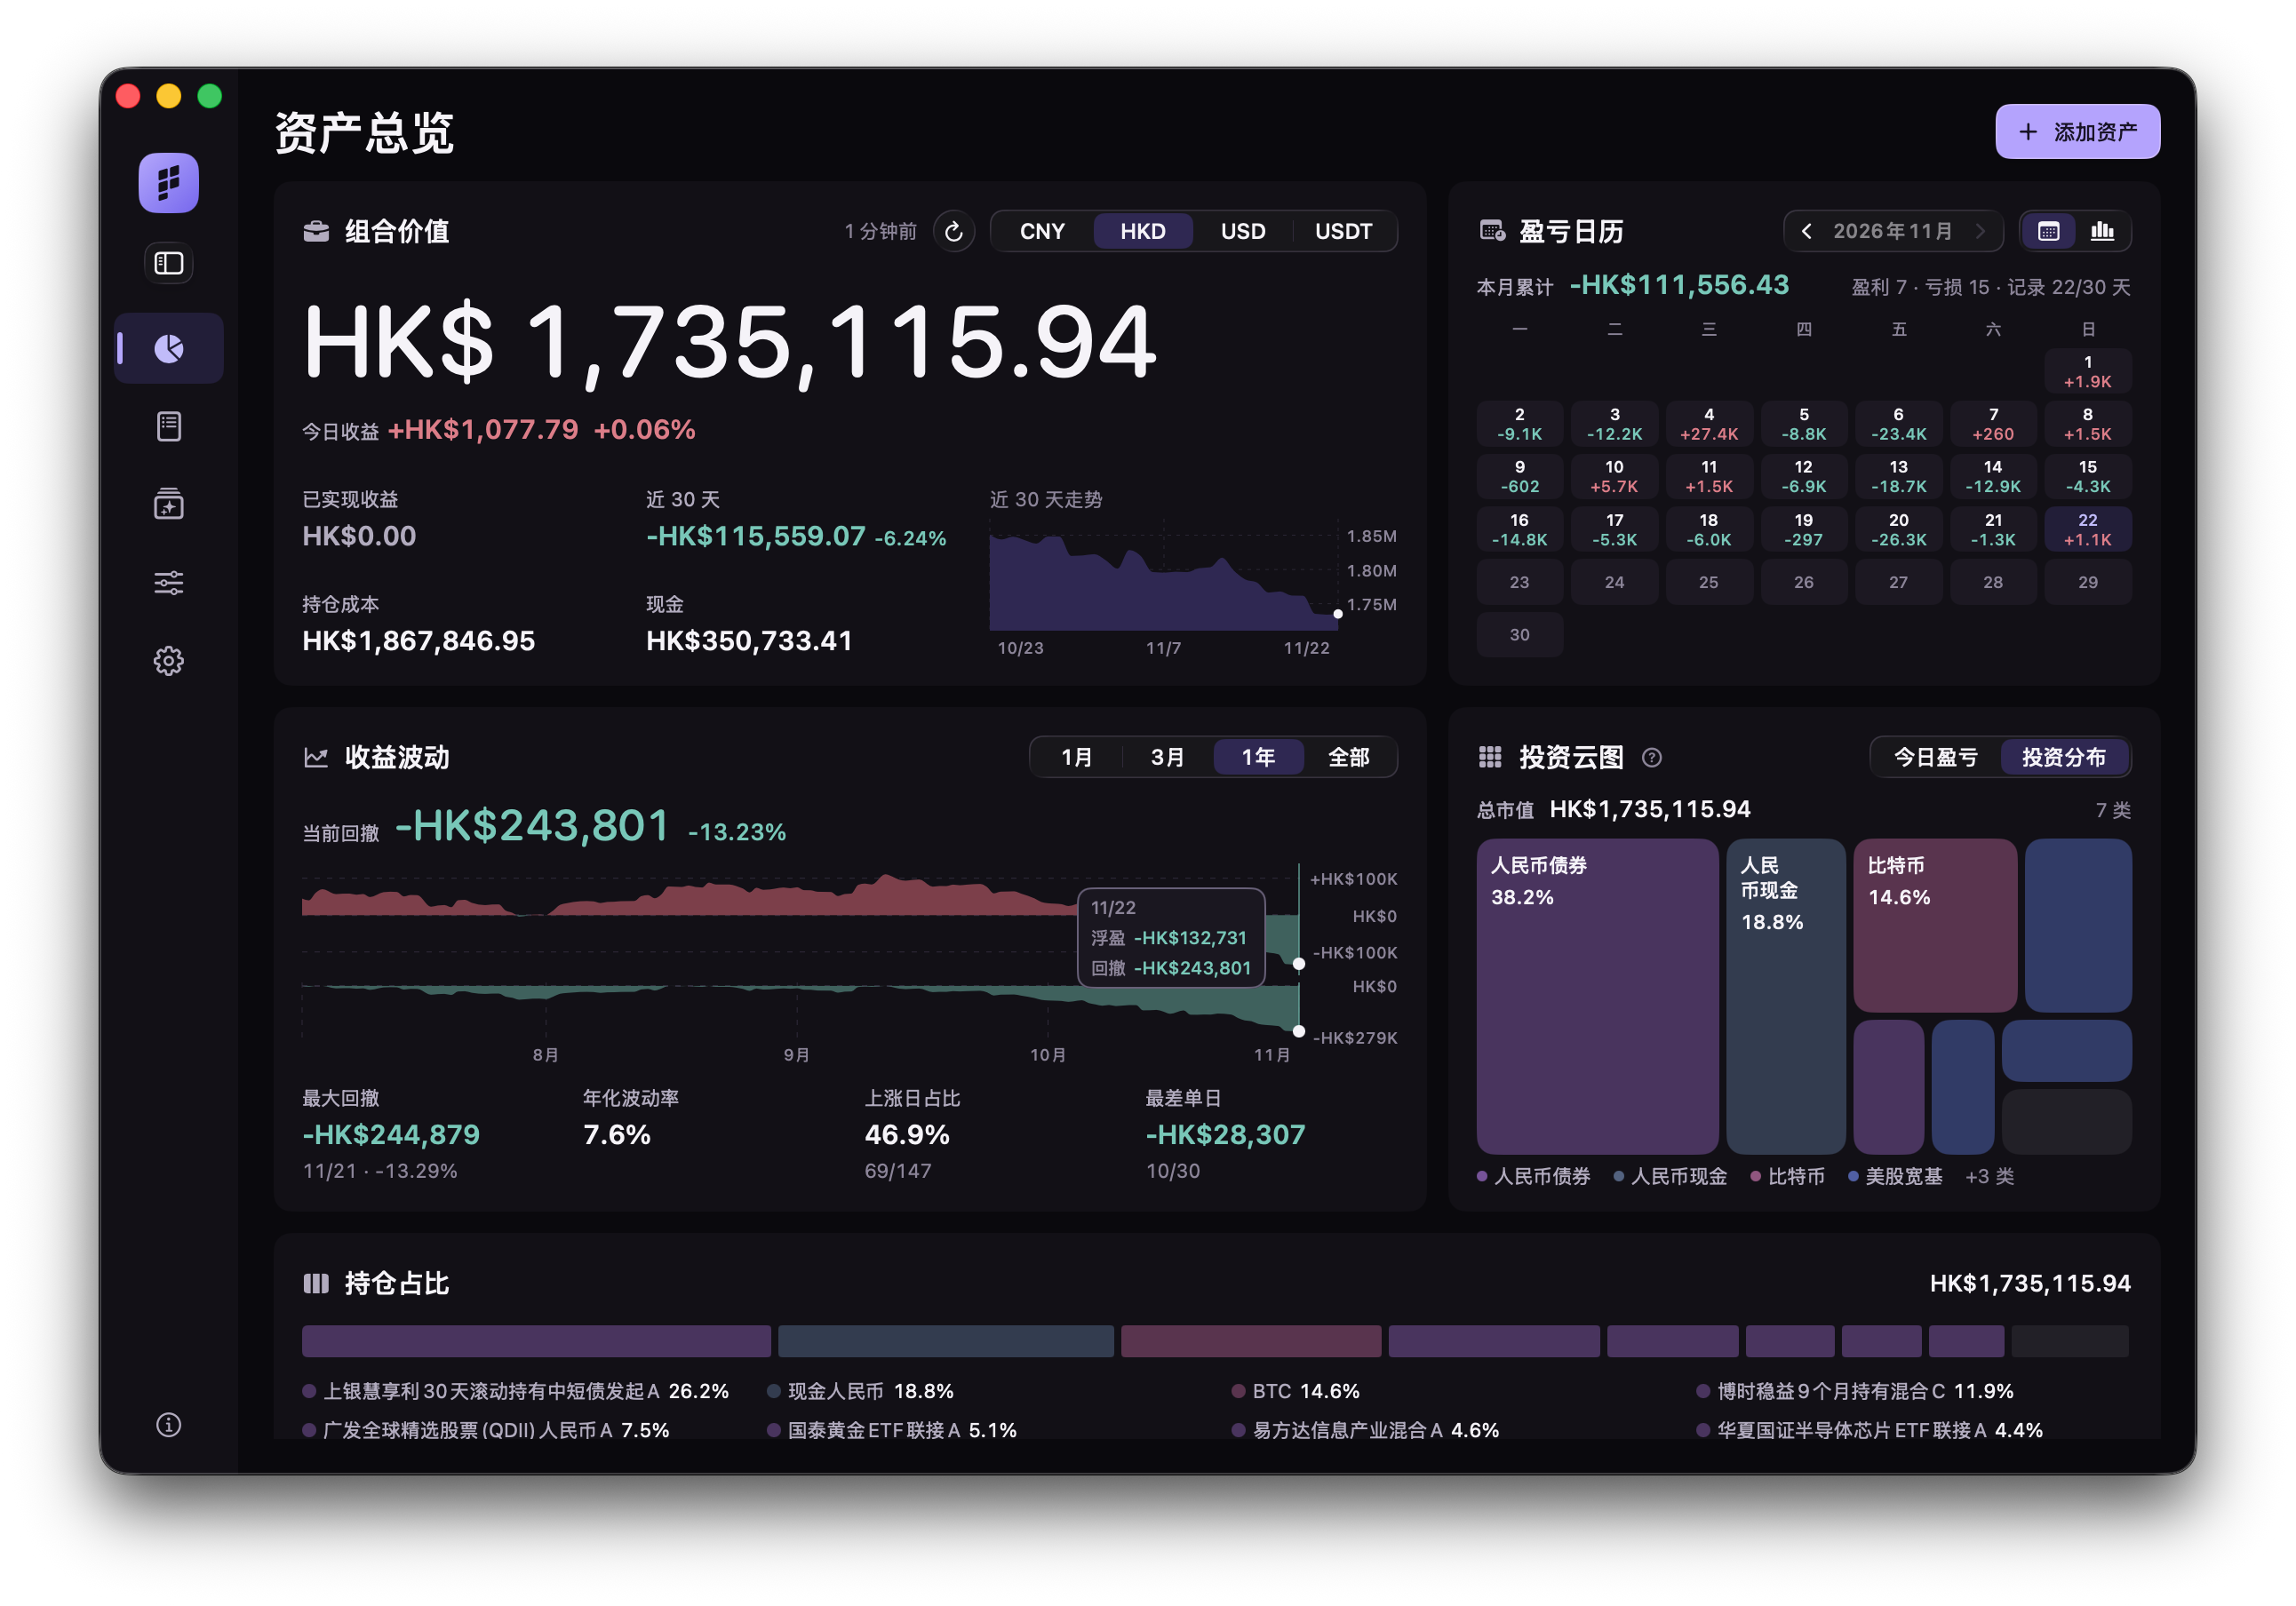 资产总览
+ 添加资产
组合价值
1 分钟前
CNY HKD USD USDT
HK$ 1,735,115.94
今日收益 +HK$1,077.79 +0.06%
已实现收益
HK$0.00
近 30 天
-HK$115,559.07 -6.24%
持仓成本
HK$1,867,846.95
现金
HK$350,733.41
近 30 天走势
1.85M
1.80M
1.75M
10/23 11/7 11/22
盈亏日历
2026年11月
本月累计 -HK$111,556.43
盈利 7 · 亏损 15 · 记录 22/30 天
一 二 三 四 五 六 日
1
+1.9K
2 3 4 5 6 7 8
-9.1K -12.2K +27.4K -8.8K -23.4K +260 +1.5K
9 10 11 12 13 14 15
-602 +5.7K +1.5K -6.9K -18.7K -12.9K -4.3K
16 17 18 19 20 21 22
-14.8K -5.3K -6.0K -297 -26.3K -1.3K +1.1K
23 24 25 26 27 28 29
30
收益波动
1月 3月 1年 全部
当前回撤 -HK$243,801 -13.23%
+HK$100K
HK$0
-HK$100K
HK$0
-HK$279K
11/22
浮盈 -HK$132,731
回撤 -HK$243,801
8月 9月 10月 11月
最大回撤
-HK$244,879
11/21 · -13.29%
年化波动率
7.6%
上涨日占比
46.9%
69/147
最差单日
-HK$28,307
10/30
投资云图 ?
今日盈亏 投资分布
总市值 HK$1,735,115.94
7 类
人民币债券
38.2%
人民
币现金
18.8%
比特币
14.6%
人民币债券 人民币现金 比特币 美股宽基 +3 类
持仓占比
HK$1,735,115.94
上银慧享利30天滚动持有中短债发起A 26.2%
现金人民币 18.8%
BTC 14.6%
博时稳益9个月持有混合C 11.9%
广发全球精选股票(QDII)人民币A 7.5%
国泰黄金ETF联接A 5.1%
易方达信息产业混合A 4.6%
华夏国证半导体芯片ETF联接A 4.4%